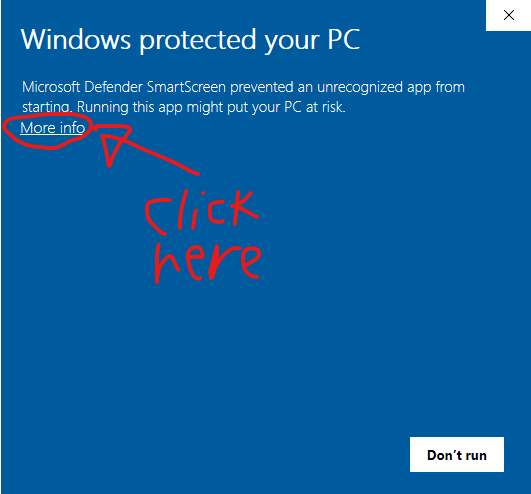 Windows protected your PC
Microsoft Defender SmartScreen prevented an unrecognized app from
starting. Running this app might put your PC at risk.
More info
click
here
Don't run